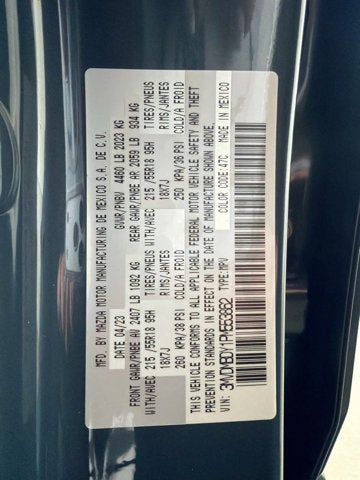 MFD. BY MAZDA MOTOR MANUFACTURING
DE MEXICO S.A. DE C.V.
DATE: 04/23 GVWR/PNBV 4460 LB 2023 KG
FRONT GAWR/PNBE AV 2407 LB 1092 KG REAR GAWR/PNBE AR 2059 LB 934 KG
WITH/AVEC 215/55R18 95H TIRES/PNEUS WITH/AVEC 215/55R18 95H TIRES/PNEUS
18X7J RIMS/JANTES 18X7J RIMS/JANTES
260 KPA/38 PSI COLD/A FROID 250 KPA/36 PSI COLD/A FROID
THIS VEHICLE CONFORMS TO ALL APPLICABLE FEDERAL MOTOR VEHICLE SAFETY AND THEFT
PREVENTION STANDARDS IN EFFECT ON THE DATE OF MANUFACTURE SHOWN ABOVE.
VIN: TYPE: MPV COLOR CODE: 47C MADE IN MEXICO